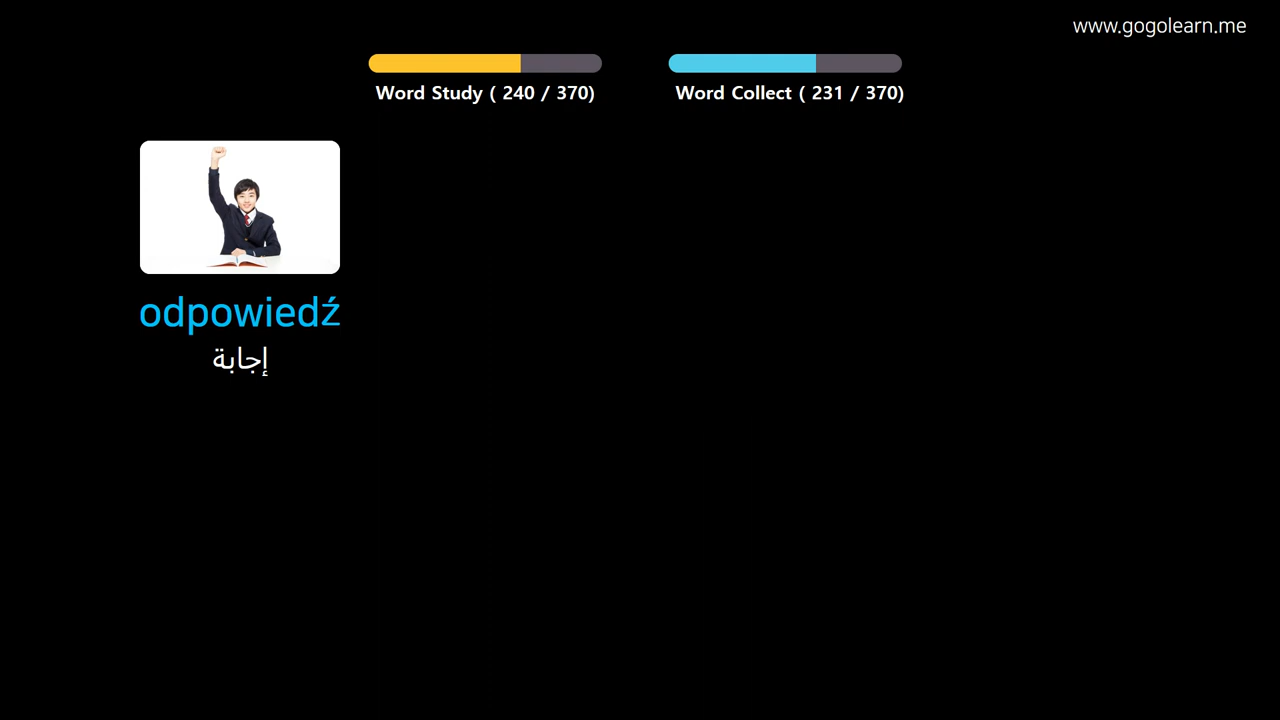 www.gogolearn.me
Word Study ( 240 / 370)
Word Collect ( 231 / 370)
odpowiedź
إجابة